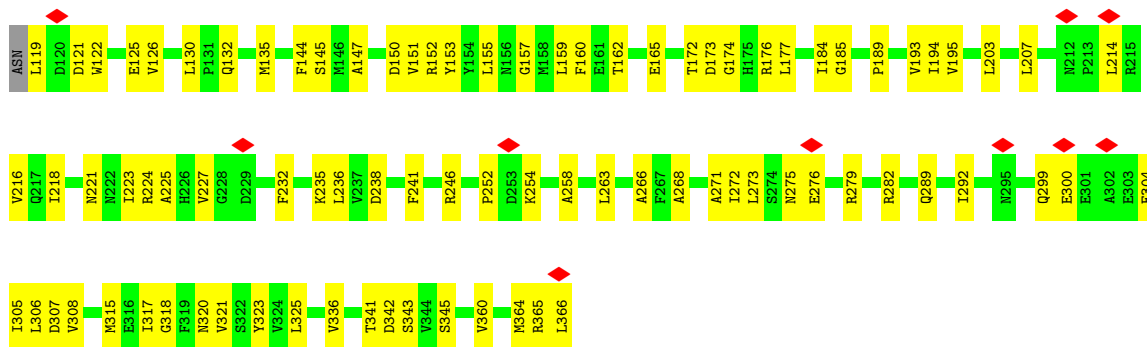 ASN L119 D120 D121 W122 E125 V126 L130 P131 Q132 M135 F144 S145 M146 A147 D150 V151 R152 Y153 Y154 L155 N156 G157 M158 L159 F160 E161 T162 E165 T172 D173 G174 H175 R176 L177 I184 G185 P189 V193 I194 V195 L203 L207 N212 P213 L214 R215
V216 Q217 I218 N221 N222 I223 R224 A225 H226 V227 G228 D229 F232 K235 L236 V237 D238 F241 R246 P252 D253 K254 A258 L263 A266 F267 A268 A271 I272 L273 S274 N275 E276 R279 R282 Q289 I292 N295 Q299 E300 E301 A302 E303 E304
I305 L306 D307 V308 M315 E316 I317 G318 F319 N320 V321 S322 Y323 V324 L325 V336 T341 D342 S343 V344 S345 V360 M364 R365 L366